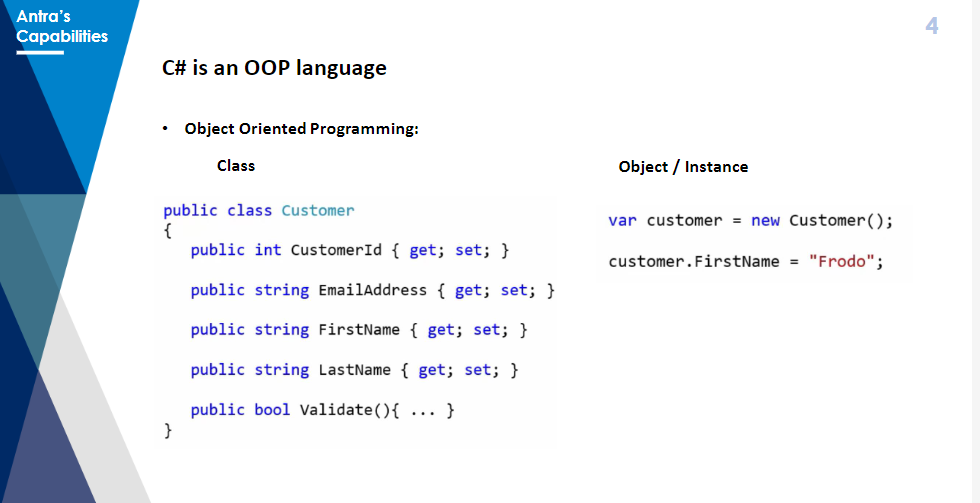 Antra's
Capabilities
4
C# is an OOP language
• Object Oriented Programming:
Class
public class Customer
{
public int CustomerId { get; set; }
public string EmailAddress { get; set; }
public string FirstName { get; set; }
public string LastName { get; set; }
public bool Validate(){ ... }
}
Object / Instance
var customer = new Customer();
customer.FirstName = "Frodo";